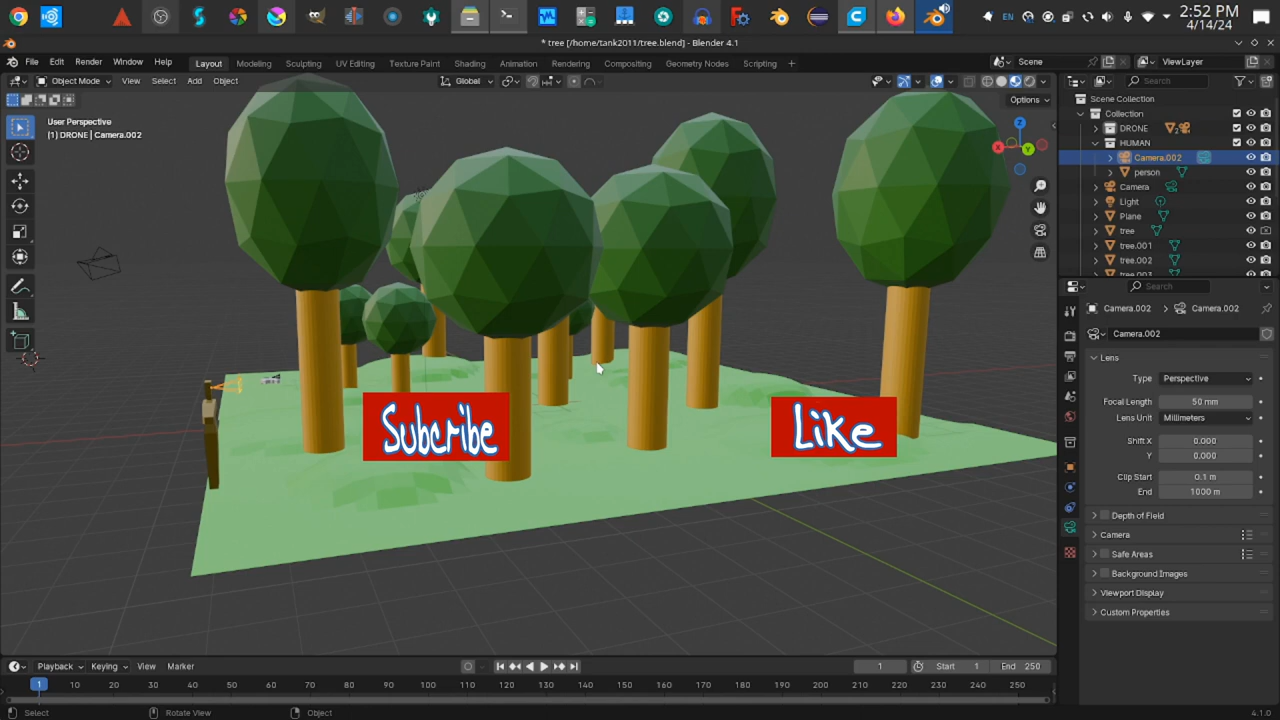 EN
2:52 PM
4/14/24
* tree [/home/tank2011/tree.blend] - Blender 4.1
File Edit Render Window Help Layout Modeling Sculpting UV Editing Texture Paint Shading Animation Rendering Compositing Geometry Nodes Scripting + Scene ViewLayer
Object Mode View Select Add Object Global Search
Options
Scene Collection
User Perspective
(1) DRONE | Camera.002
Collection
DRONE 2
HUMAN
Camera.002
person
Camera
Light
Plane
tree
tree.001
tree.002
tree.003
Z
X
Y
Search
Camera.002 Camera.002
Camera.002
Lens
Type Perspective
Focal Length 50 mm
Lens Unit Millimeters
Shift X 0.000
Y 0.000
Clip Start 0.1 m
End 1000 m
Depth of Field
Camera
Safe Areas
Background Images
Viewport Display
Custom Properties
Subcribe
Like
Playback Keying View Marker 1 Start 1 End 250
1 10 20 30 40 50 60 70 80 90 100 110 120 130 140 150 160 170 180 190 200 210 220 230 240 250
Select Rotate View Object 4.1.0